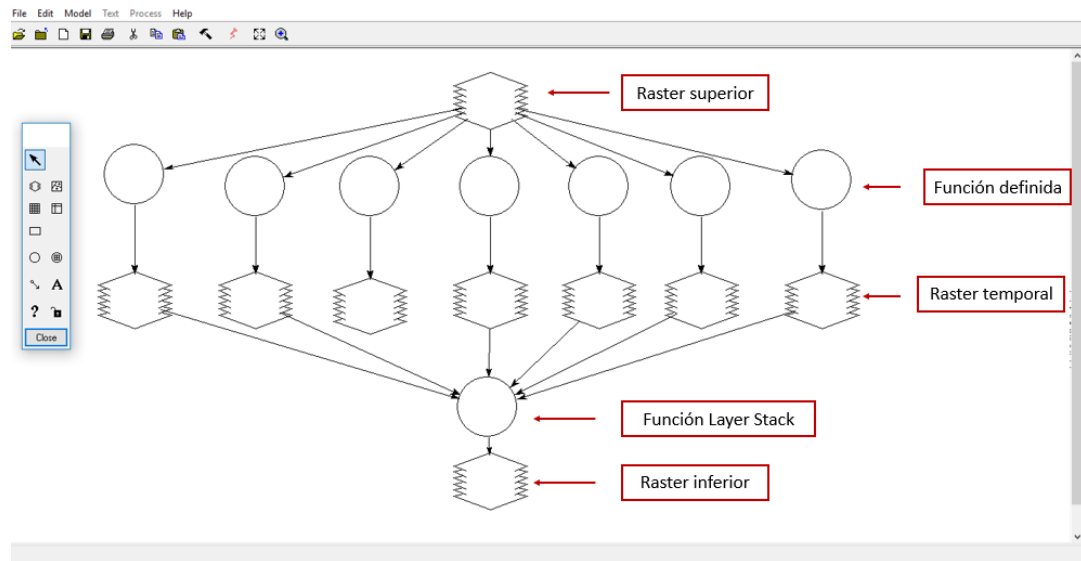 File Edit Model Text Process Help
Raster superior
Función definida
Raster temporal
A
?
Close
Función Layer Stack
Raster inferior